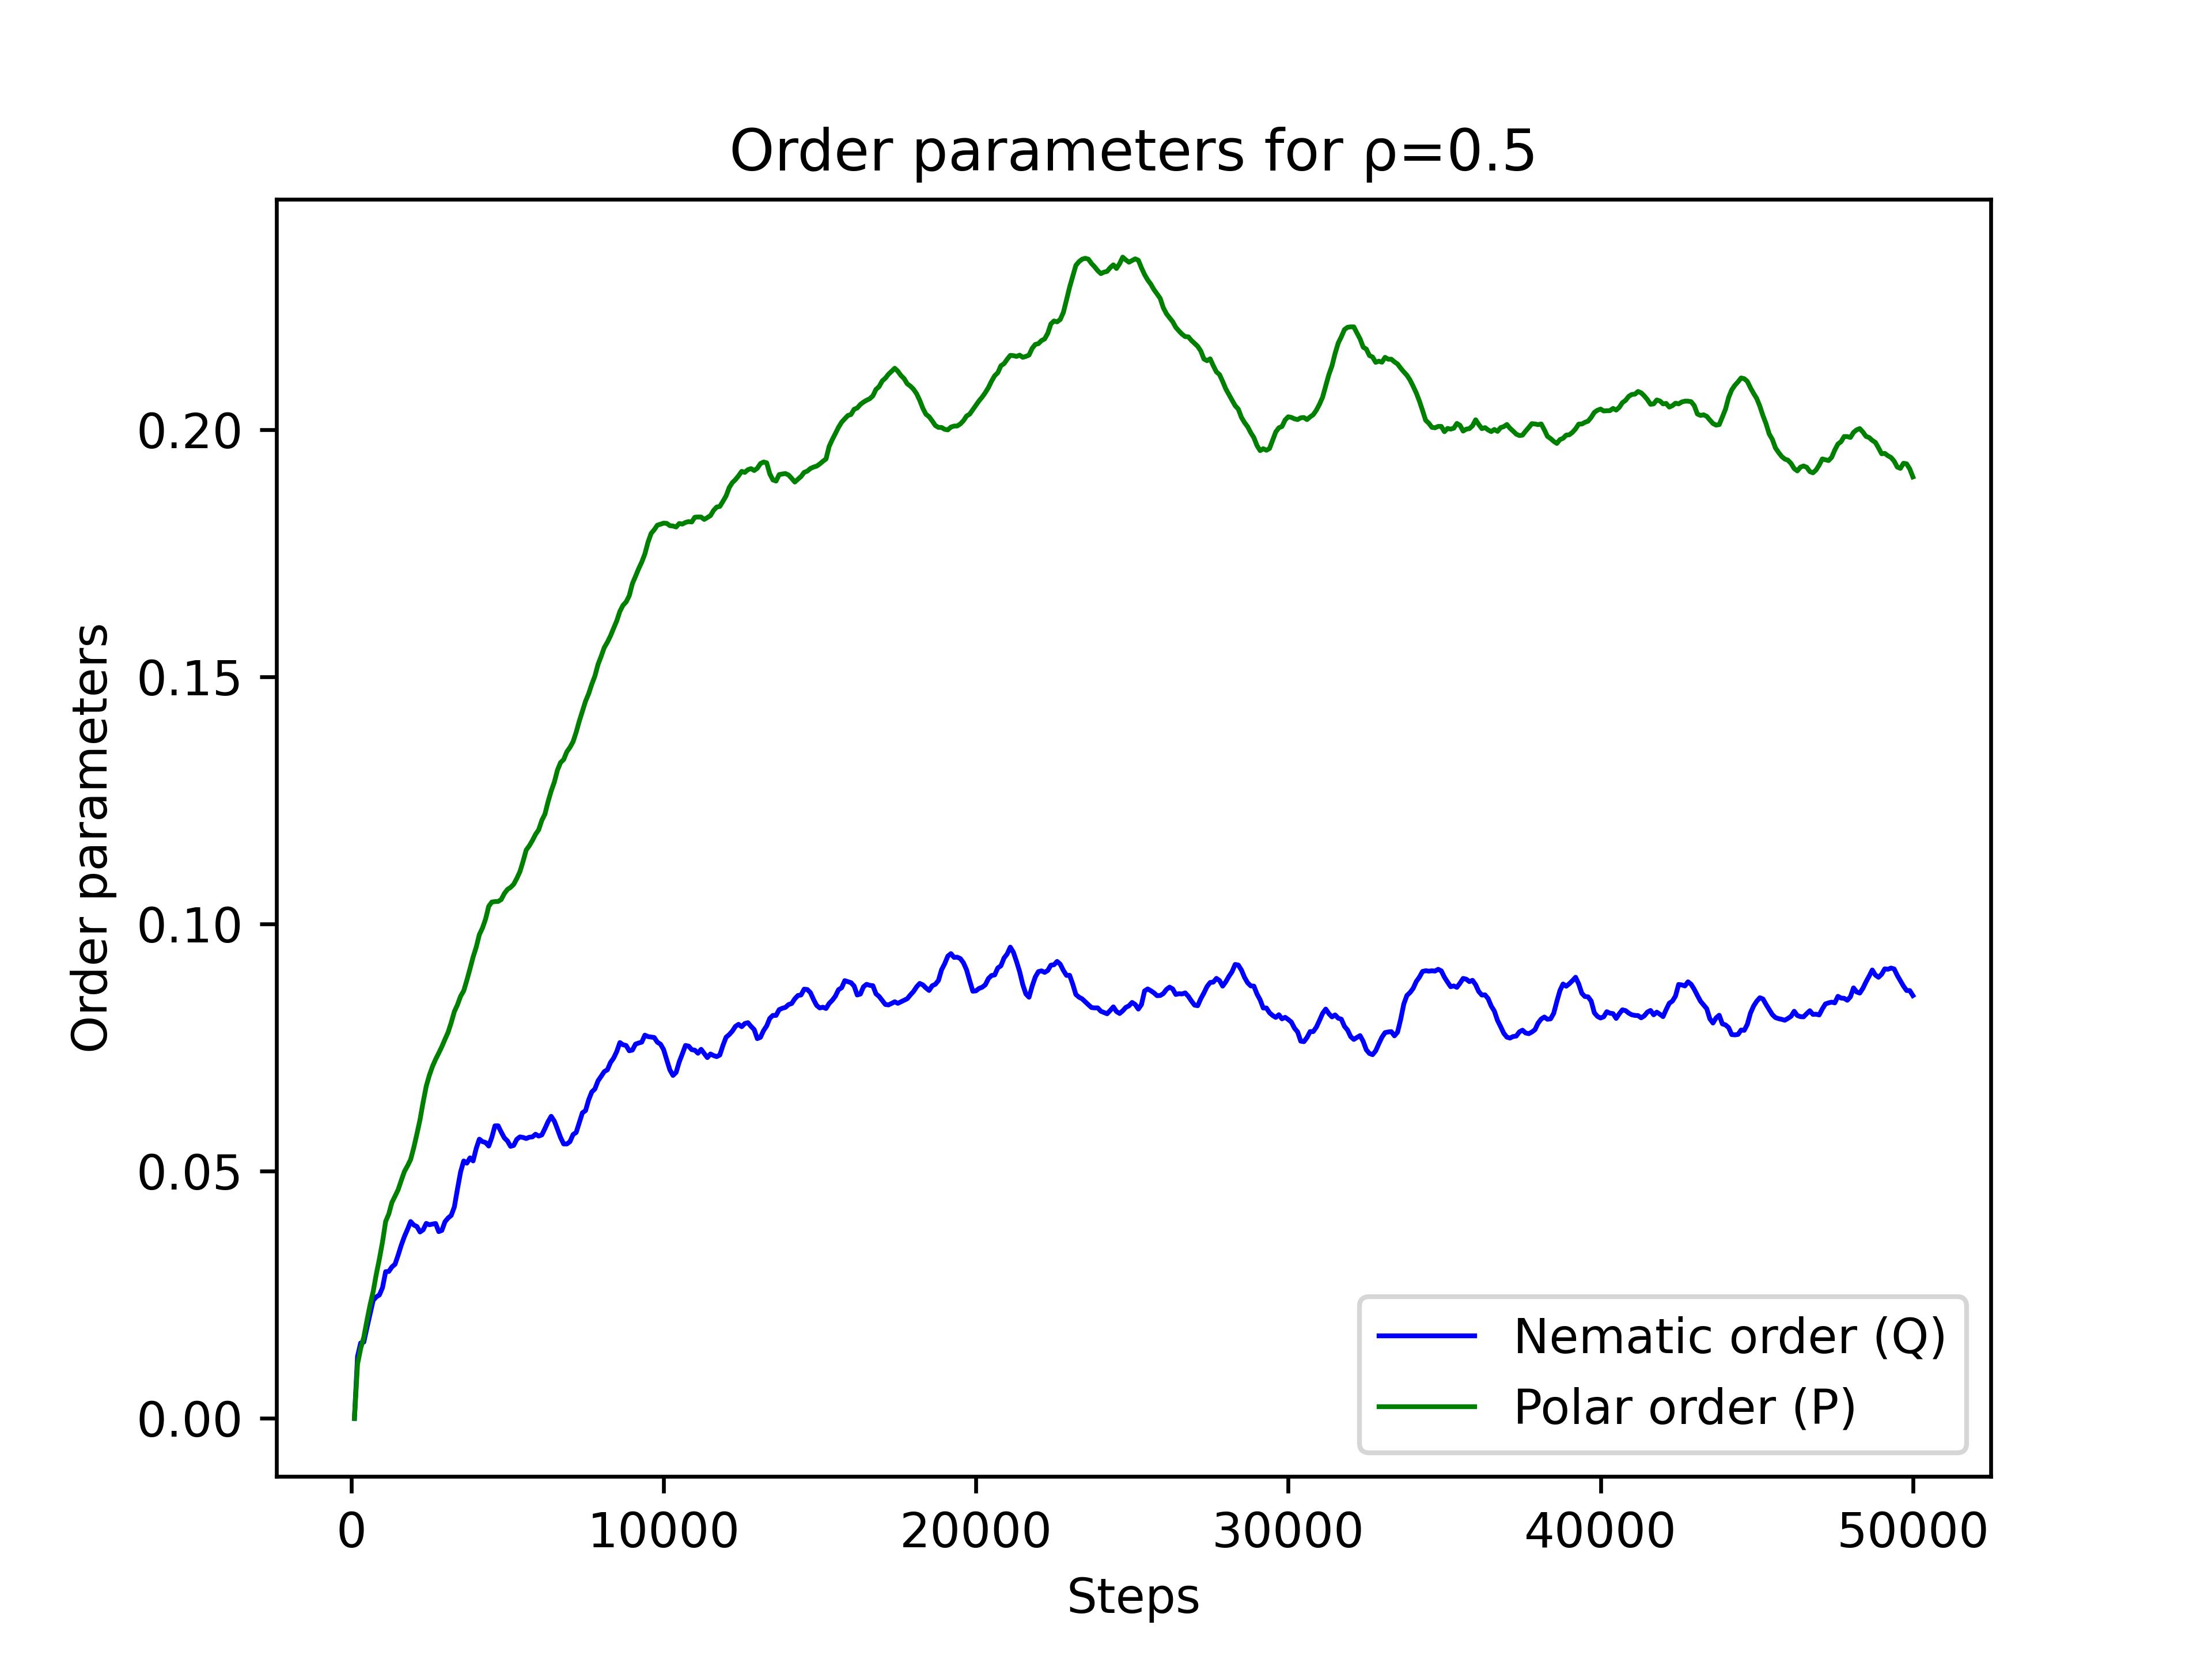 Order parameters for ρ=0.5
Order parameters
0.20
0.15
0.10
0.05
0.00
Nematic order (Q)
Polar order (P)
0 10000 20000 30000 40000 50000
Steps